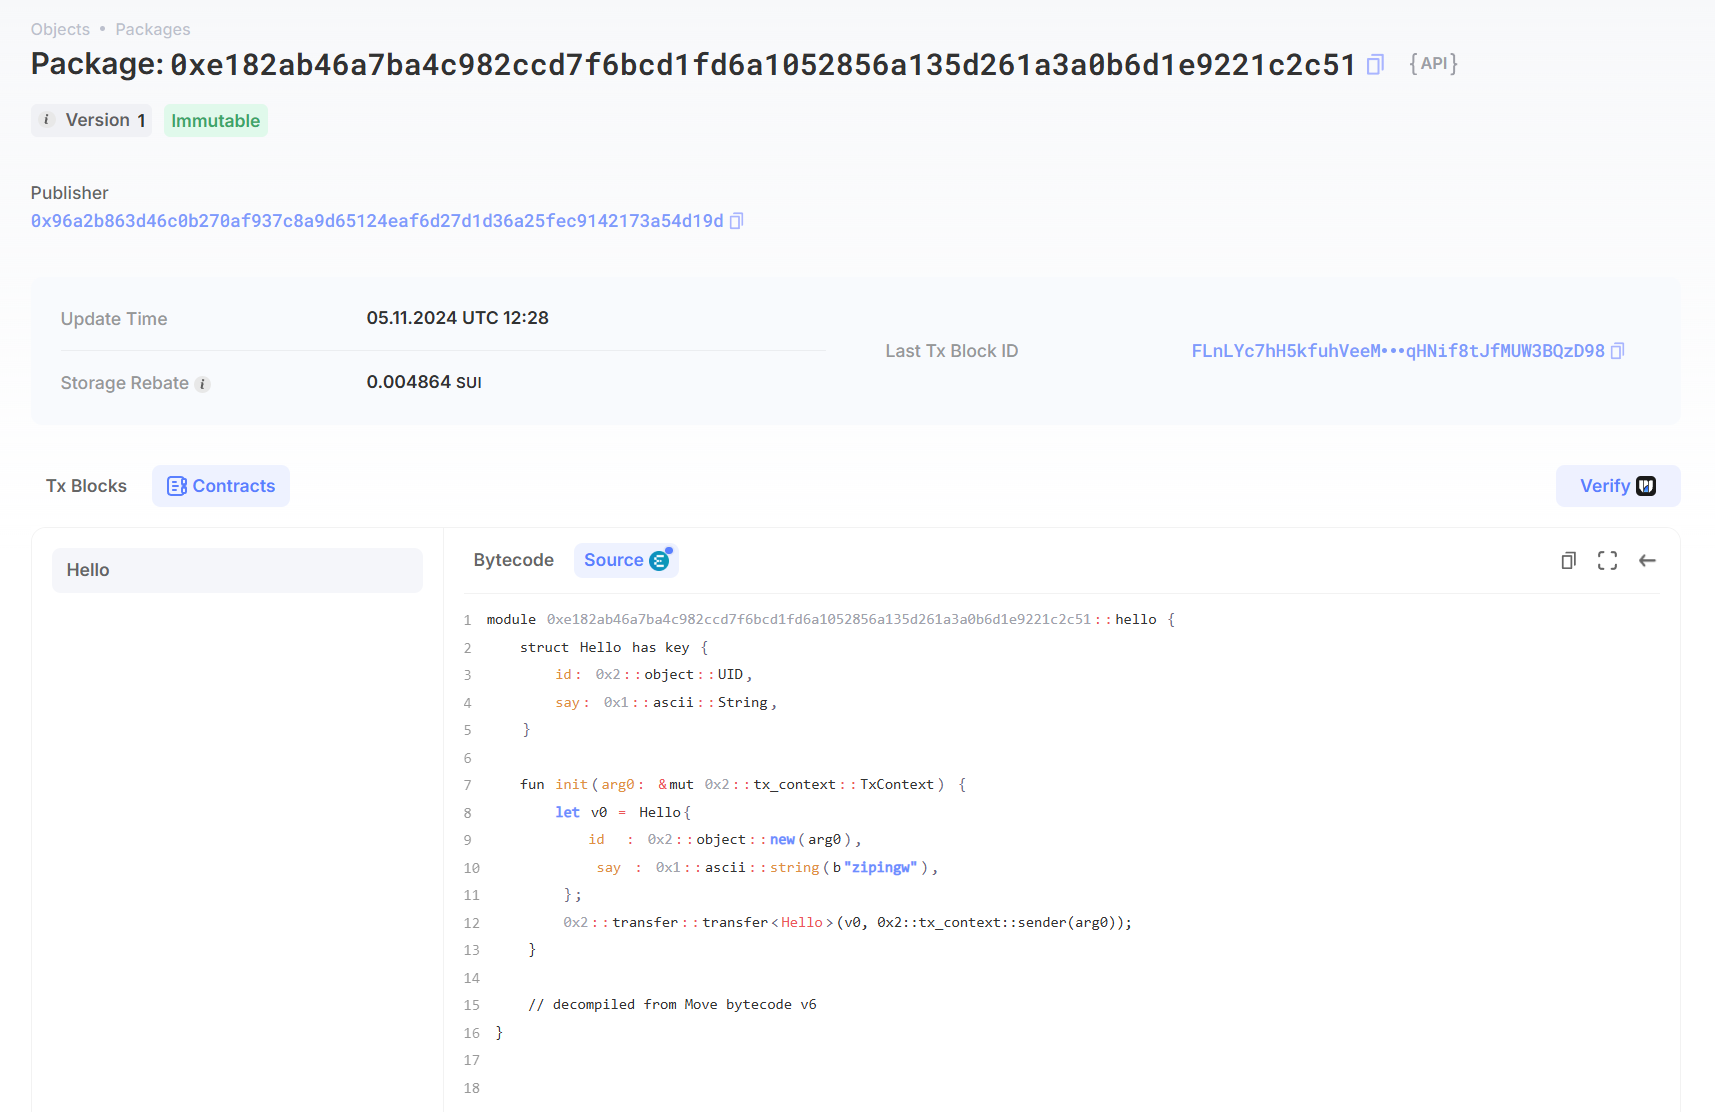 Objects • Packages
Package: 0xe182ab46a7ba4c982ccd7f6bcd1fd6a1052856a135d261a3a0b6d1e9221c2c51 {API}
i Version 1 Immutable
Publisher
0x96a2b863d46c0b270af937c8a9d65124eaf6d27d1d36a25fec9142173a54d19d
Update Time 05.11.2024 UTC 12:28
Last Tx Block ID FLnLYc7hH5kfuhVeeM•••qHNif8tJfMUW3BQzD98
Storage Rebate i 0.004864 SUI
Tx Blocks Contracts Verify
Hello
Bytecode Source
1 module 0xe182ab46a7ba4c982ccd7f6bcd1fd6a1052856a135d261a3a0b6d1e9221c2c51::hello {
2 struct Hello has key {
3 id: 0x2::object::UID,
4 say: 0x1::ascii::String,
5 }
6
7 fun init(arg0: &mut 0x2::tx_context::TxContext) {
8 let v0 = Hello{
9 id : 0x2::object::new(arg0),
10 say : 0x1::ascii::string(b"zipingw"),
11 };
12 0x2::transfer::transfer<Hello>(v0, 0x2::tx_context::sender(arg0));
13 }
14
15 // decompiled from Move bytecode v6
16 }
17
18